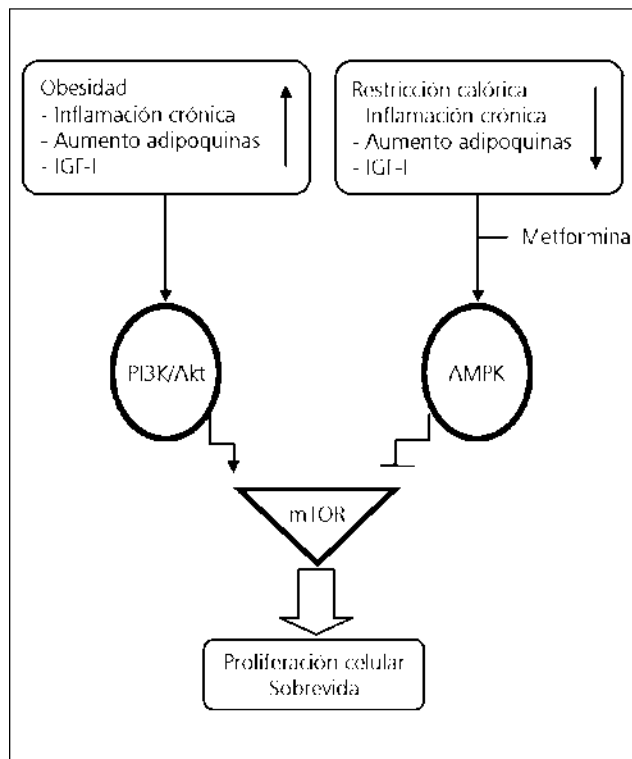 Obesidad
- Inflamación crónica
- Aumento adipoquinas
- IGF-I
Restricción calórica
Inflamación crónica
- Aumento adipoquinas
- IGF-I
Metformina
PI3K/Akt
AMPK
mTOR
Proliferación celular
Sobrevida